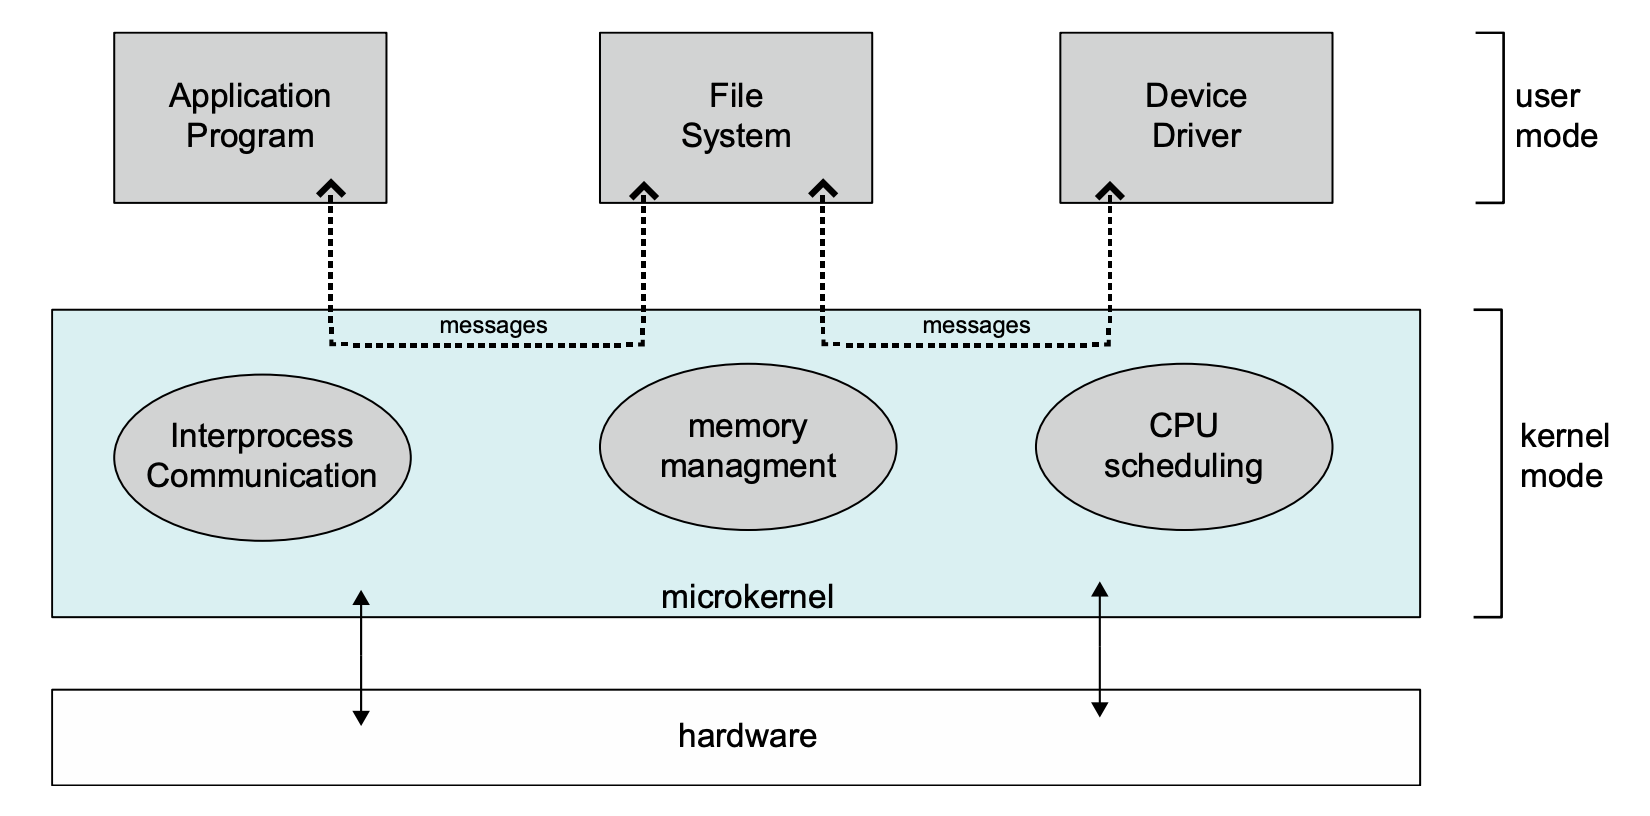 Application
Program
File
System
Device
Driver
user
mode
messages
messages
Interprocess
Communication
memory
managment
CPU
scheduling
kernel
mode
microkernel
hardware